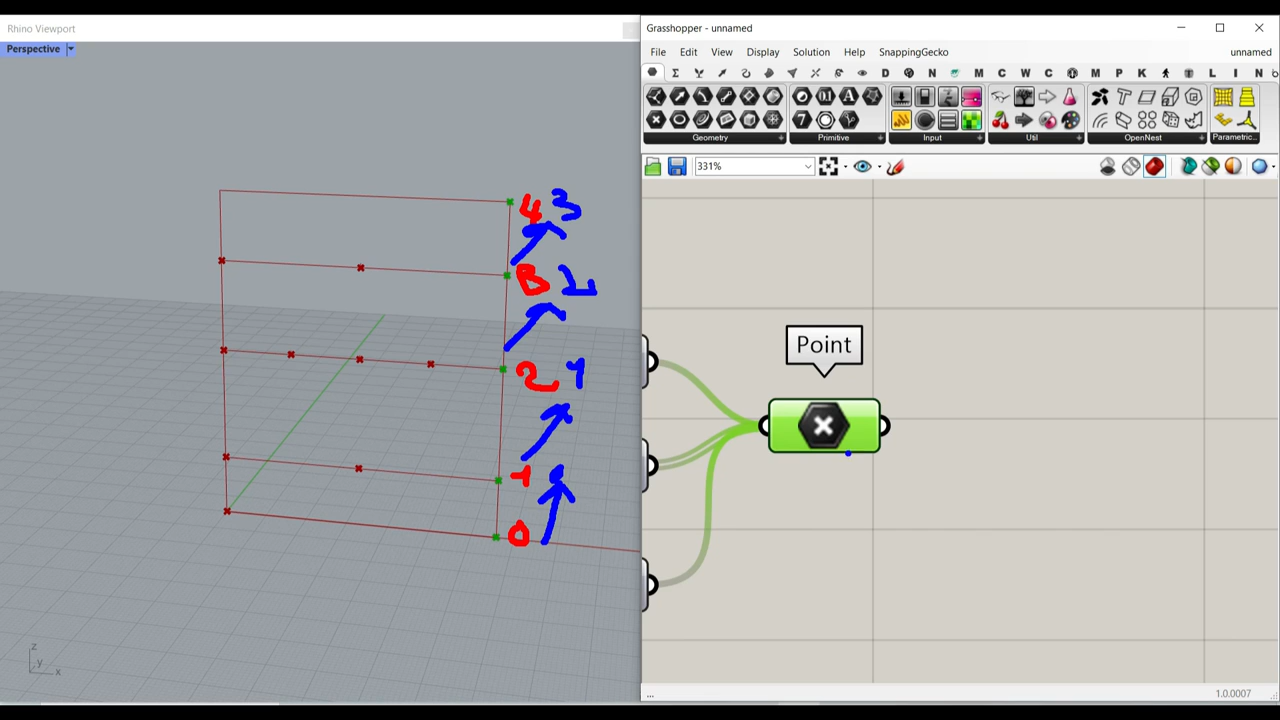 Rhino Viewport
Perspective
Grasshopper - unnamed
File Edit View Display Solution Help SnappingGecko unnamed
Σ D N M C W C M P K L I N
Geometry Primitive Input Util OpenNest Parametric...
331%
Point
4 3
3 2
2 1
1
0
z
y
x
...
1.0.0007